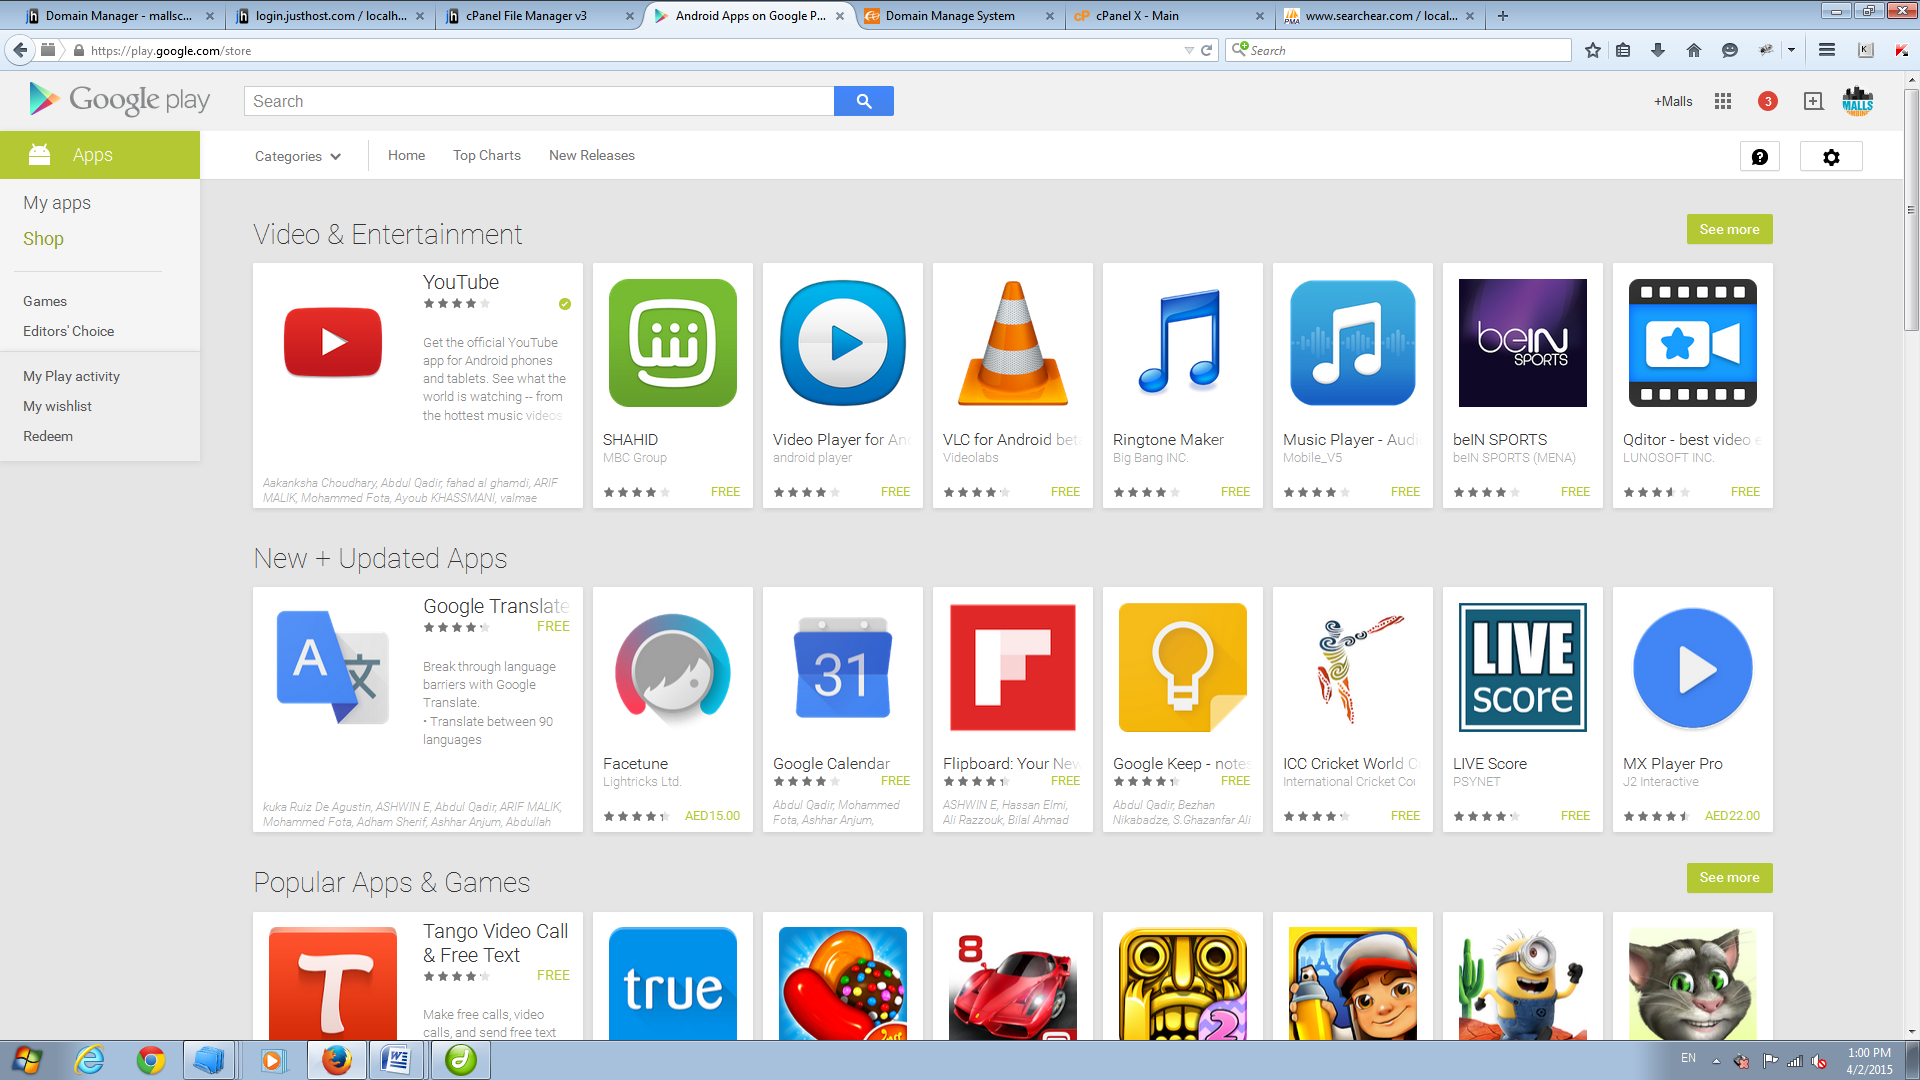 Domain Manager - mallsc...
login.justhost.com / localh...
cPanel File Manager v3
Android Apps on Google P...
Domain Manage System
cPanel X - Main
www.searchear.com / local...
https://play.google.com/store
Search
Google play
Search
+Malls
3
MALLS
Apps
Categories
Home
Top Charts
New Releases
My apps
Shop
Games
Editors' Choice
My Play activity
My wishlist
Redeem
Video & Entertainment
See more
YouTube
Get the official YouTube
app for Android phones
and tablets. See what the
world is watching -- from
the hottest music videos
Aakanksha Choudhary, Abdul Qadir, fahad al ghamdi, ARIF
MALIK, Mohammed Fota, Ayoub KHASSMANI, valmae
SHAHID
MBC Group
FREE
Video Player for An
android player
FREE
VLC for Android bet
Videolabs
FREE
Ringtone Maker
Big Bang INC.
FREE
Music Player - Audi
Mobile_V5
FREE
beIN
SPORTS
beIN SPORTS
beIN SPORTS (MENA)
FREE
Qditor - best video e
LUNOSOFT INC.
FREE
New + Updated Apps
A
文
Google Translate
FREE
Break through language
barriers with Google
Translate.
• Translate between 90
languages
kuka Ruiz De Agustin, ASHWIN E, Abdul Qadir, ARIF MALIK,
Mohammed Fota, Adham Sherif, Ashhar Anjum, Abdullah
Facetune
Lightricks Ltd.
AED15.00
31
Google Calendar
FREE
Abdul Qadir, Mohammed
Fota, Ashhar Anjum,
Flipboard: Your New
FREE
ASHWIN E, Hassan Elmi,
Ali Razzouk, Bilal Ahmad
Google Keep - notes
FREE
Abdul Qadir, Bezhan
Nikabadze, S.Ghazanfar Ali
ICC Cricket World C
International Cricket Cou
FREE
LIVE
score
LIVE Score
PSYNET
FREE
MX Player Pro
J2 Interactive
AED22.00
Popular Apps & Games
See more
T
Tango Video Call
& Free Text
FREE
Make free calls, video
calls, and send free text
true
8
2
EN
1:00 PM
4/2/2015